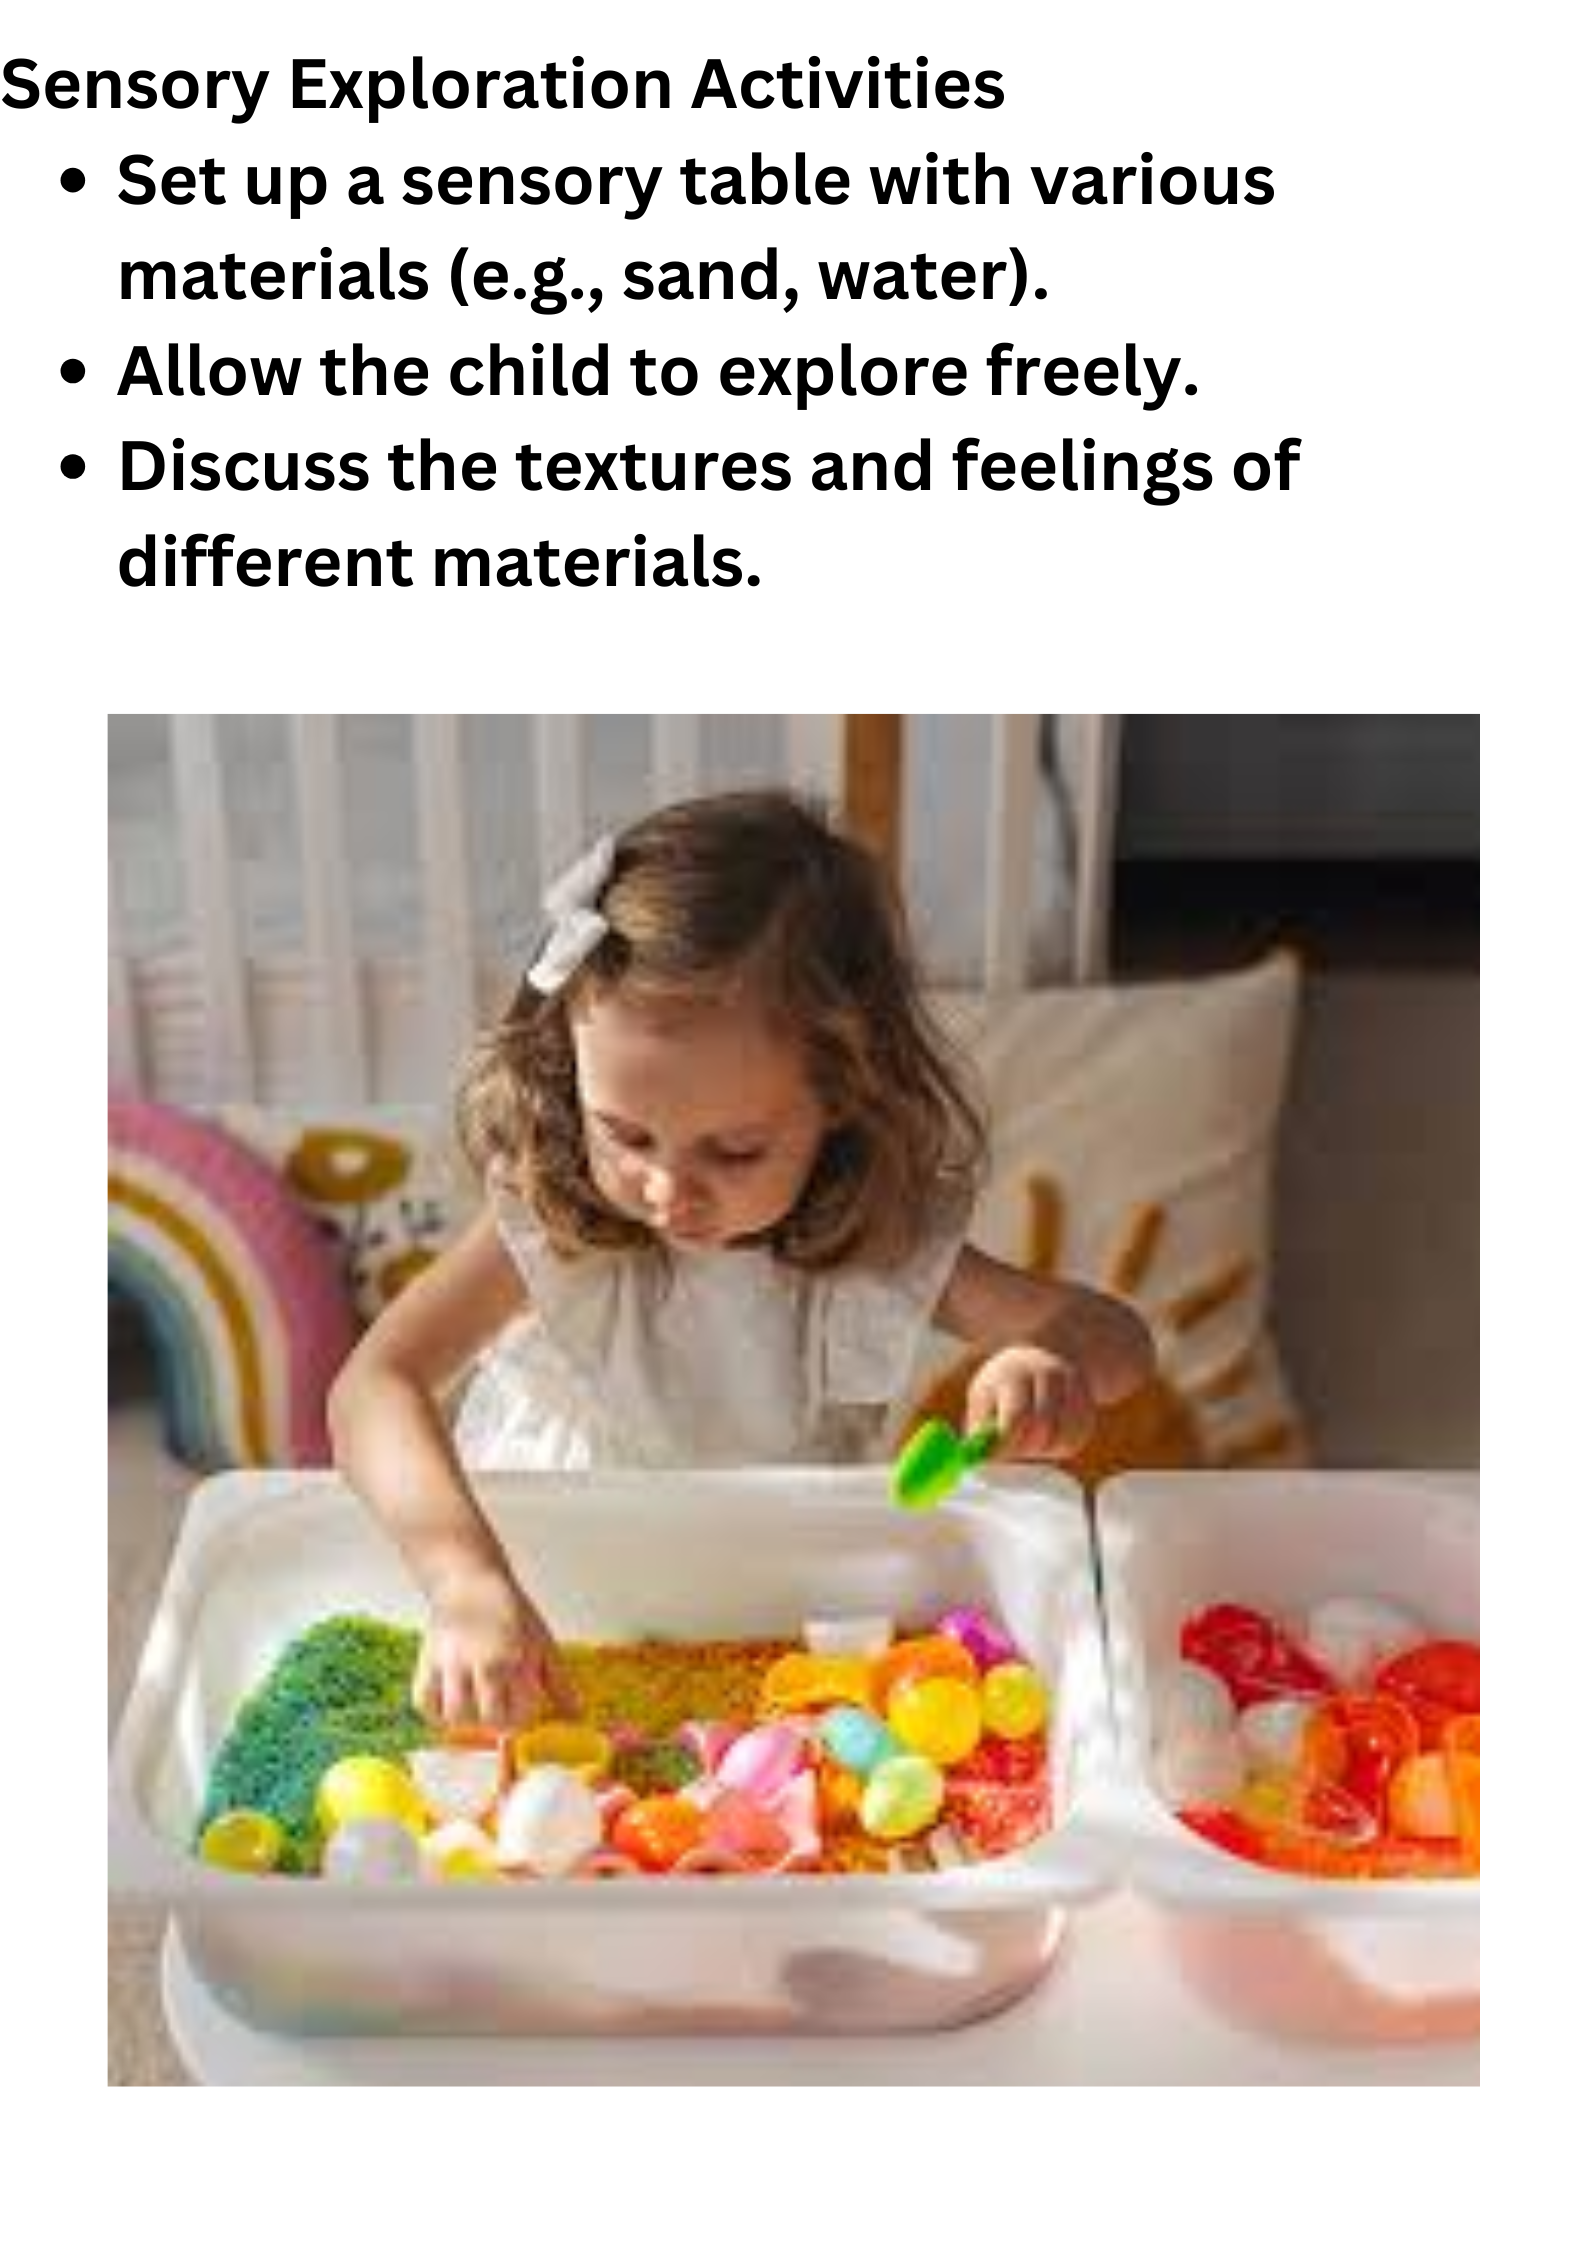 Sensory Exploration Activities
• Set up a sensory table with various
materials (e.g., sand, water).
• Allow the child to explore freely.
• Discuss the textures and feelings of
different materials.